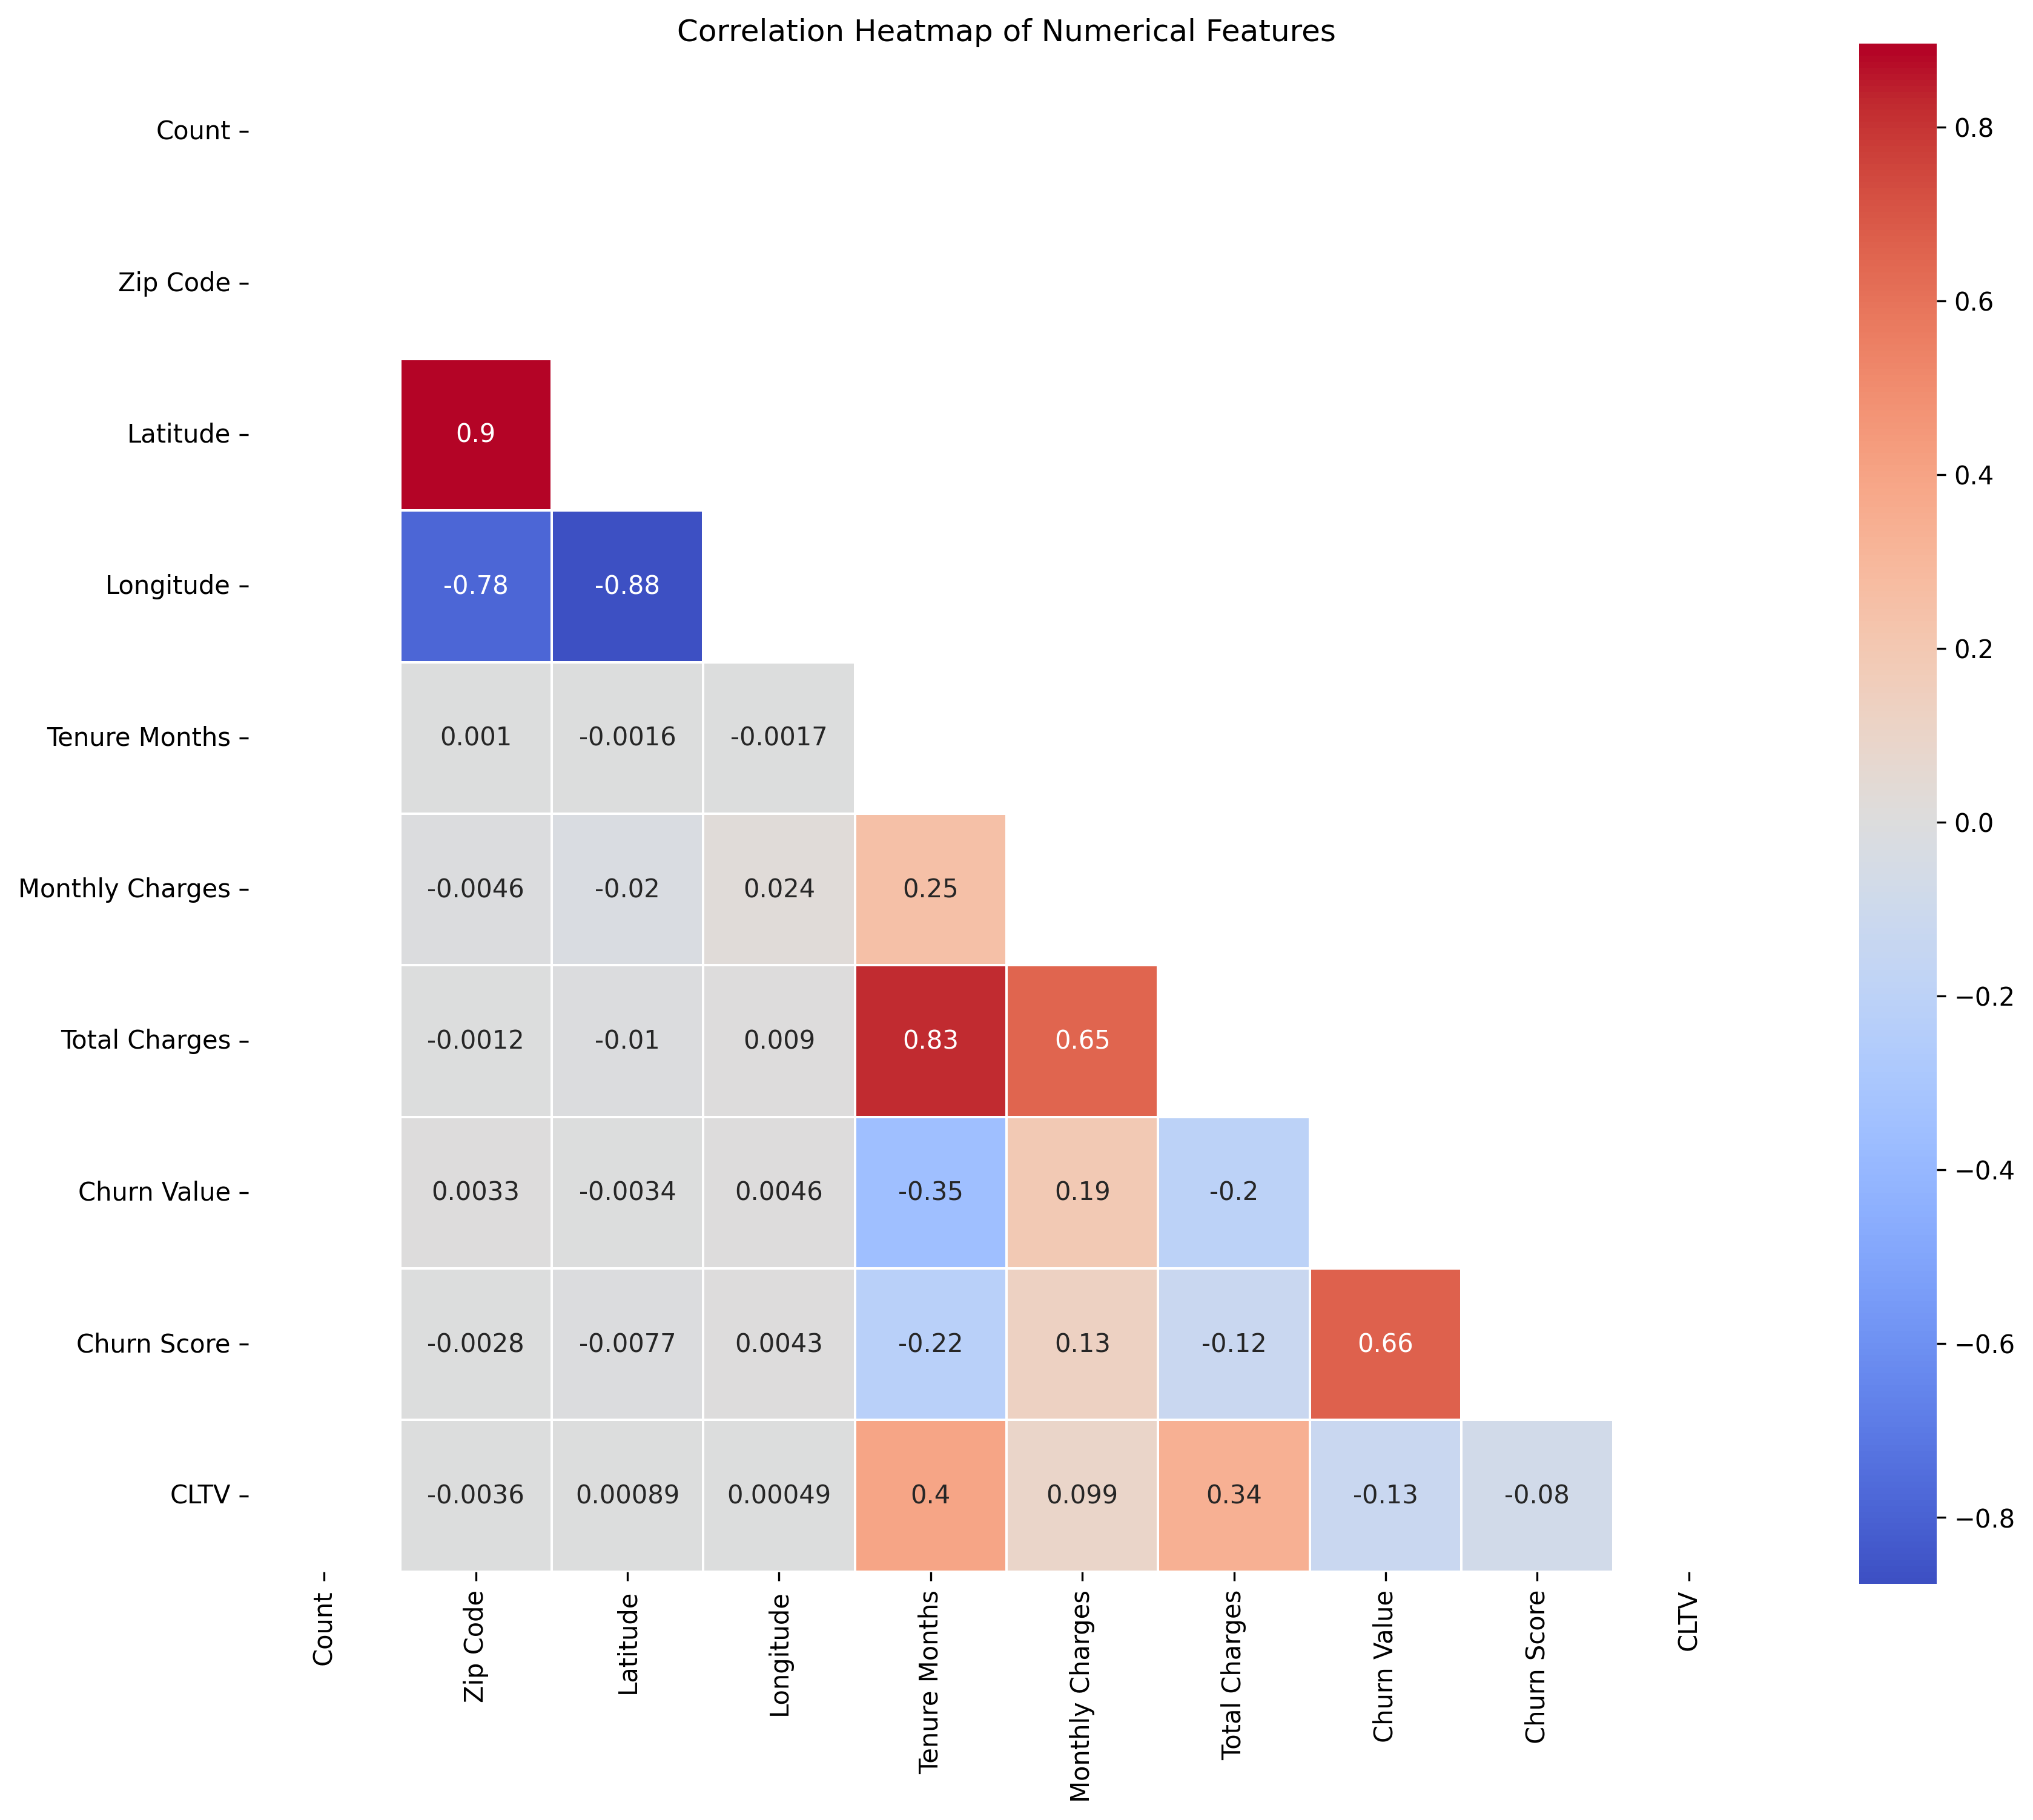 Correlation Heatmap of Numerical Features
Count
Zip Code
Latitude
0.9
Longitude
-0.78 -0.88
Tenure Months
0.001 -0.0016 -0.0017
Monthly Charges
-0.0046 -0.02 0.024 0.25
Total Charges
-0.0012 -0.01 0.009 0.83 0.65
Churn Value
0.0033 -0.0034 0.0046 -0.35 0.19 -0.2
Churn Score
-0.0028 -0.0077 0.0043 -0.22 0.13 -0.12 0.66
CLTV
-0.0036 0.00089 0.00049 0.4 0.099 0.34 -0.13 -0.08
Count
Zip Code
Latitude
Longitude
Tenure Months
Monthly Charges
Total Charges
Churn Value
Churn Score
CLTV
0.8
0.6
0.4
0.2
0.0
−0.2
−0.4
−0.6
−0.8